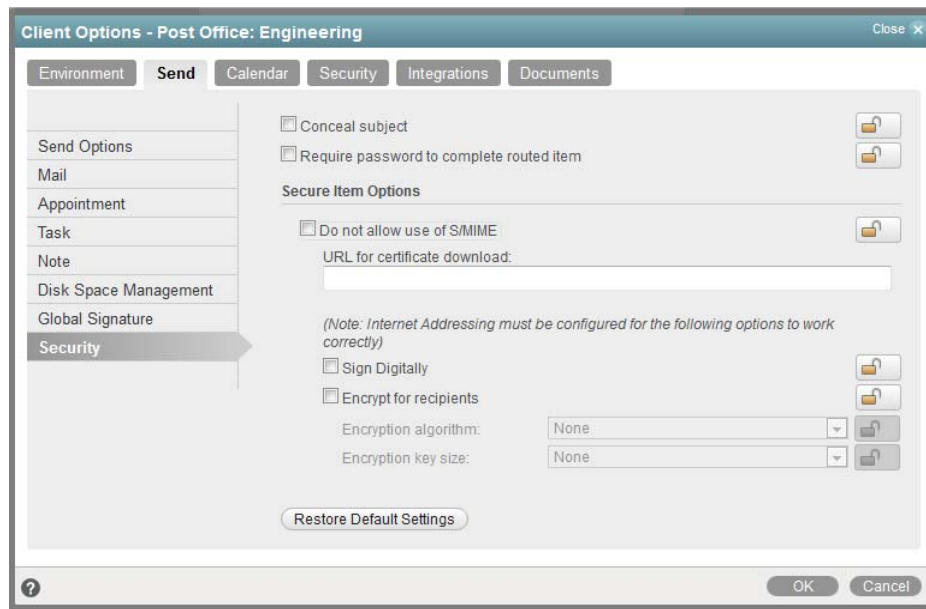 Client Options - Post Office: Engineering
Close
Environment
Send
Calendar
Security
Integrations
Documents
Send Options
Mail
Appointment
Task
Note
Disk Space Management
Global Signature
Security
Conceal subject
Require password to complete routed item
Secure Item Options
Do not allow use of S/MIME
URL for certificate download:
(Note: Internet Addressing must be configured for the following options to work
correctly)
Sign Digitally
Encrypt for recipients
Encryption algorithm:
None
Encryption key size:
None
Restore Default Settings
?
OK
Cancel